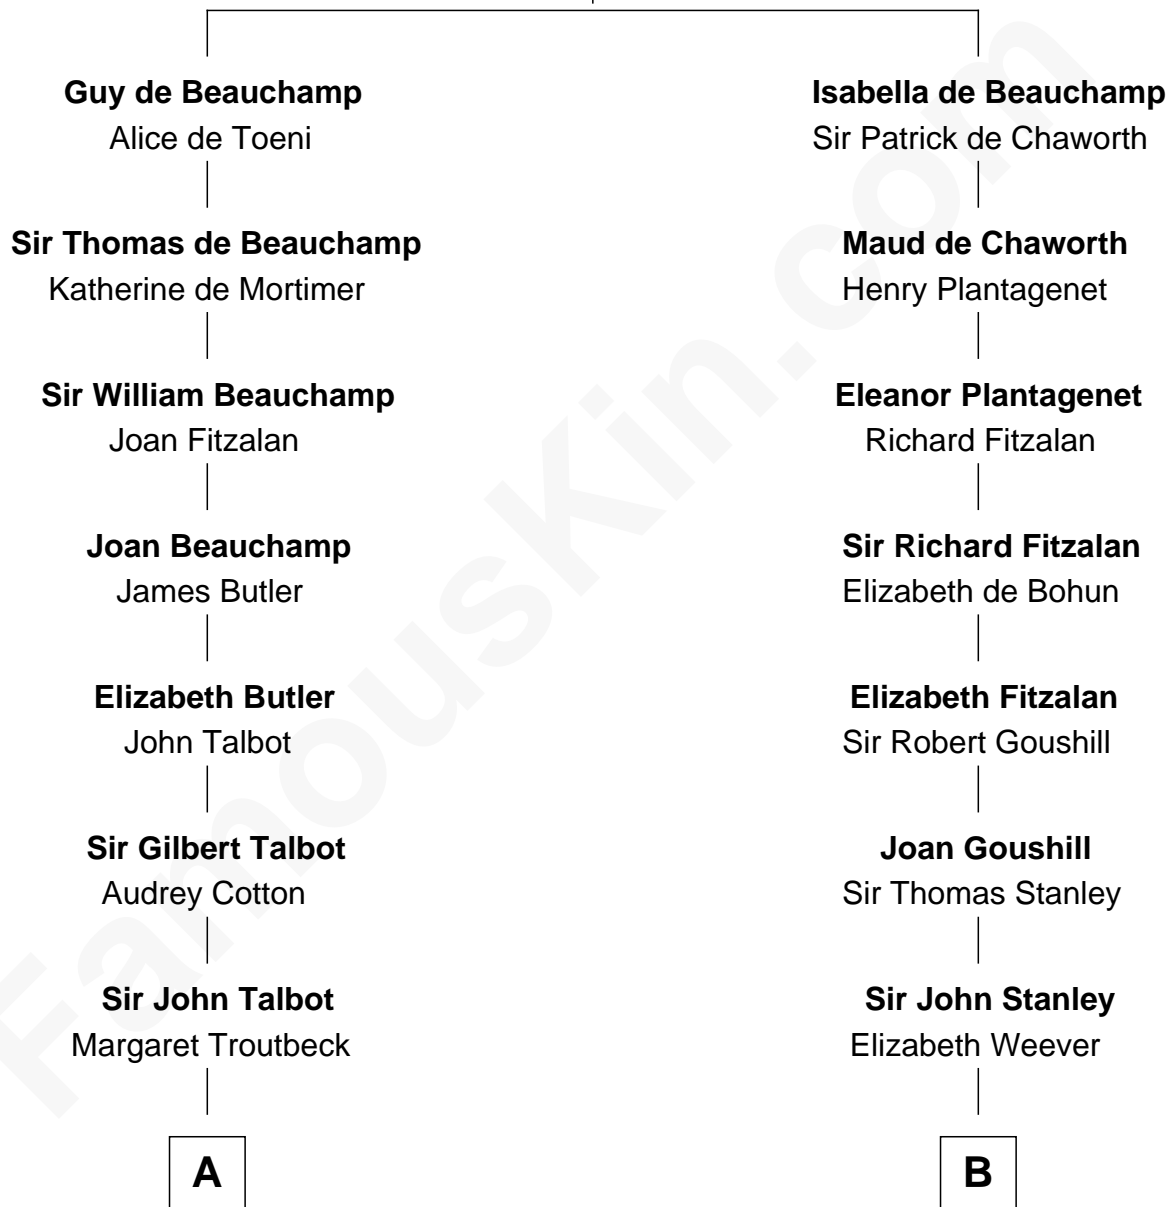 Guy de Beauchamp
Alice de Toeni
Sir Thomas de Beauchamp
Katherine de Mortimer
Sir William Beauchamp
Joan Fitzalan
Joan Beauchamp
James Butler
Elizabeth Butler
John Talbot
Sir Gilbert Talbot
Audrey Cotton
Sir John Talbot
Margaret Troutbeck
A
Isabella de Beauchamp
Sir Patrick de Chaworth
Maud de Chaworth
Henry Plantagenet
Eleanor Plantagenet
Richard Fitzalan
Sir Richard Fitzalan
Elizabeth de Bohun
Elizabeth Fitzalan
Sir Robert Goushill
Joan Goushill
Sir Thomas Stanley
Sir John Stanley
Elizabeth Weever
B
FamousKin.com